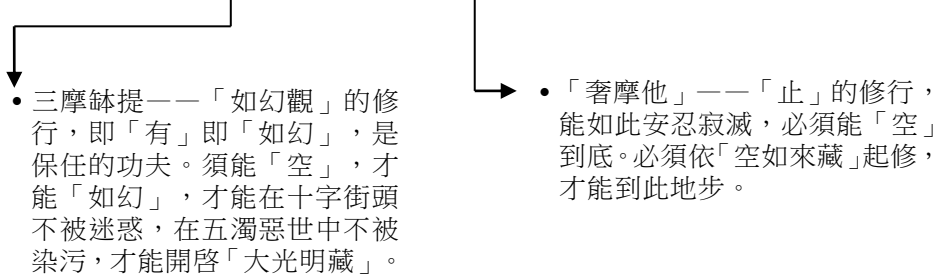 • 三摩缽提——「如幻觀」的修
行，即「有」即「如幻」，是
保任的功夫。須能「空」，才
能「如幻」，才能在十字街頭
不被迷惑，在五濁惡世中不被
染污，才能開啓「大光明藏」。
• 「奢摩他」——「止」的修行，
能如此安忍寂滅，必須能「空」
到底。必須依「空如來藏」起修，
才能到此地步。